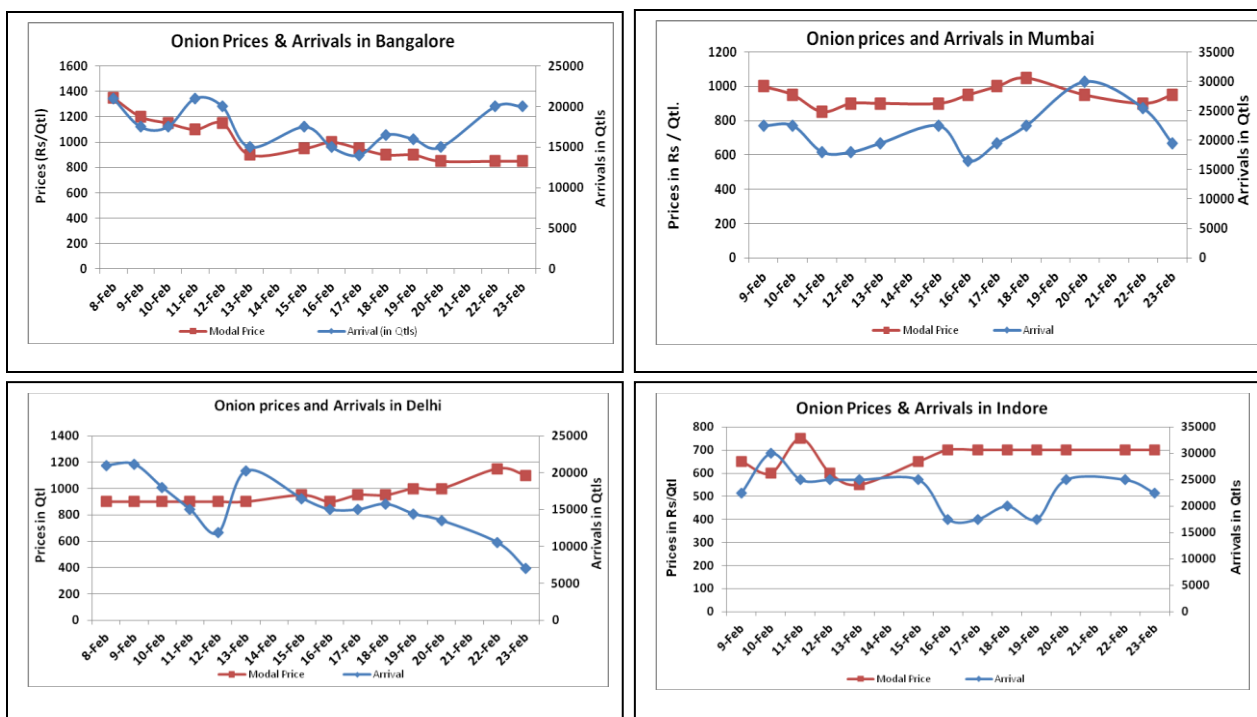 Onion Prices & Arrivals in Bangalore
Prices (Rs/Qtl)
1600
1400
1200
1000
800
600
400
200
0
25000
20000
15000
10000
5000
0
Arrivals in Qtls
8-Feb
9-Feb
10-Feb
11-Feb
12-Feb
13-Feb
14-Feb
15-Feb
16-Feb
17-Feb
18-Feb
19-Feb
20-Feb
21-Feb
22-Feb
23-Feb
Modal Price
Arrival (in Qtls)
Onion prices and Arrivals in Mumbai
Prices in Rs / Qtl.
1200
1000
800
600
400
200
0
35000
30000
25000
20000
15000
10000
5000
0
Arrivals in Qtls
9-Feb
10-Feb
11-Feb
12-Feb
13-Feb
14-Feb
15-Feb
16-Feb
17-Feb
18-Feb
19-Feb
20-Feb
21-Feb
22-Feb
23-Feb
Modal Price
Arrival
Onion prices and Arrivals in Delhi
Prices in Qtl
1400
1200
1000
800
600
400
200
0
25000
20000
15000
10000
5000
0
Arrivals in Qtls
8-Feb
9-Feb
10-Feb
11-Feb
12-Feb
13-Feb
14-Feb
15-Feb
16-Feb
17-Feb
18-Feb
19-Feb
20-Feb
21-Feb
22-Feb
23-Feb
Modal Price
Arrival
Onion Prices & Arrivals in Indore
Prices in Rs/Qtl
800
700
600
500
400
300
200
100
0
35000
30000
25000
20000
15000
10000
5000
0
Arrivals in Qtls
9-Feb
10-Feb
11-Feb
12-Feb
13-Feb
14-Feb
15-Feb
16-Feb
17-Feb
18-Feb
19-Feb
20-Feb
21-Feb
22-Feb
23-Feb
Modal Price
Arrival